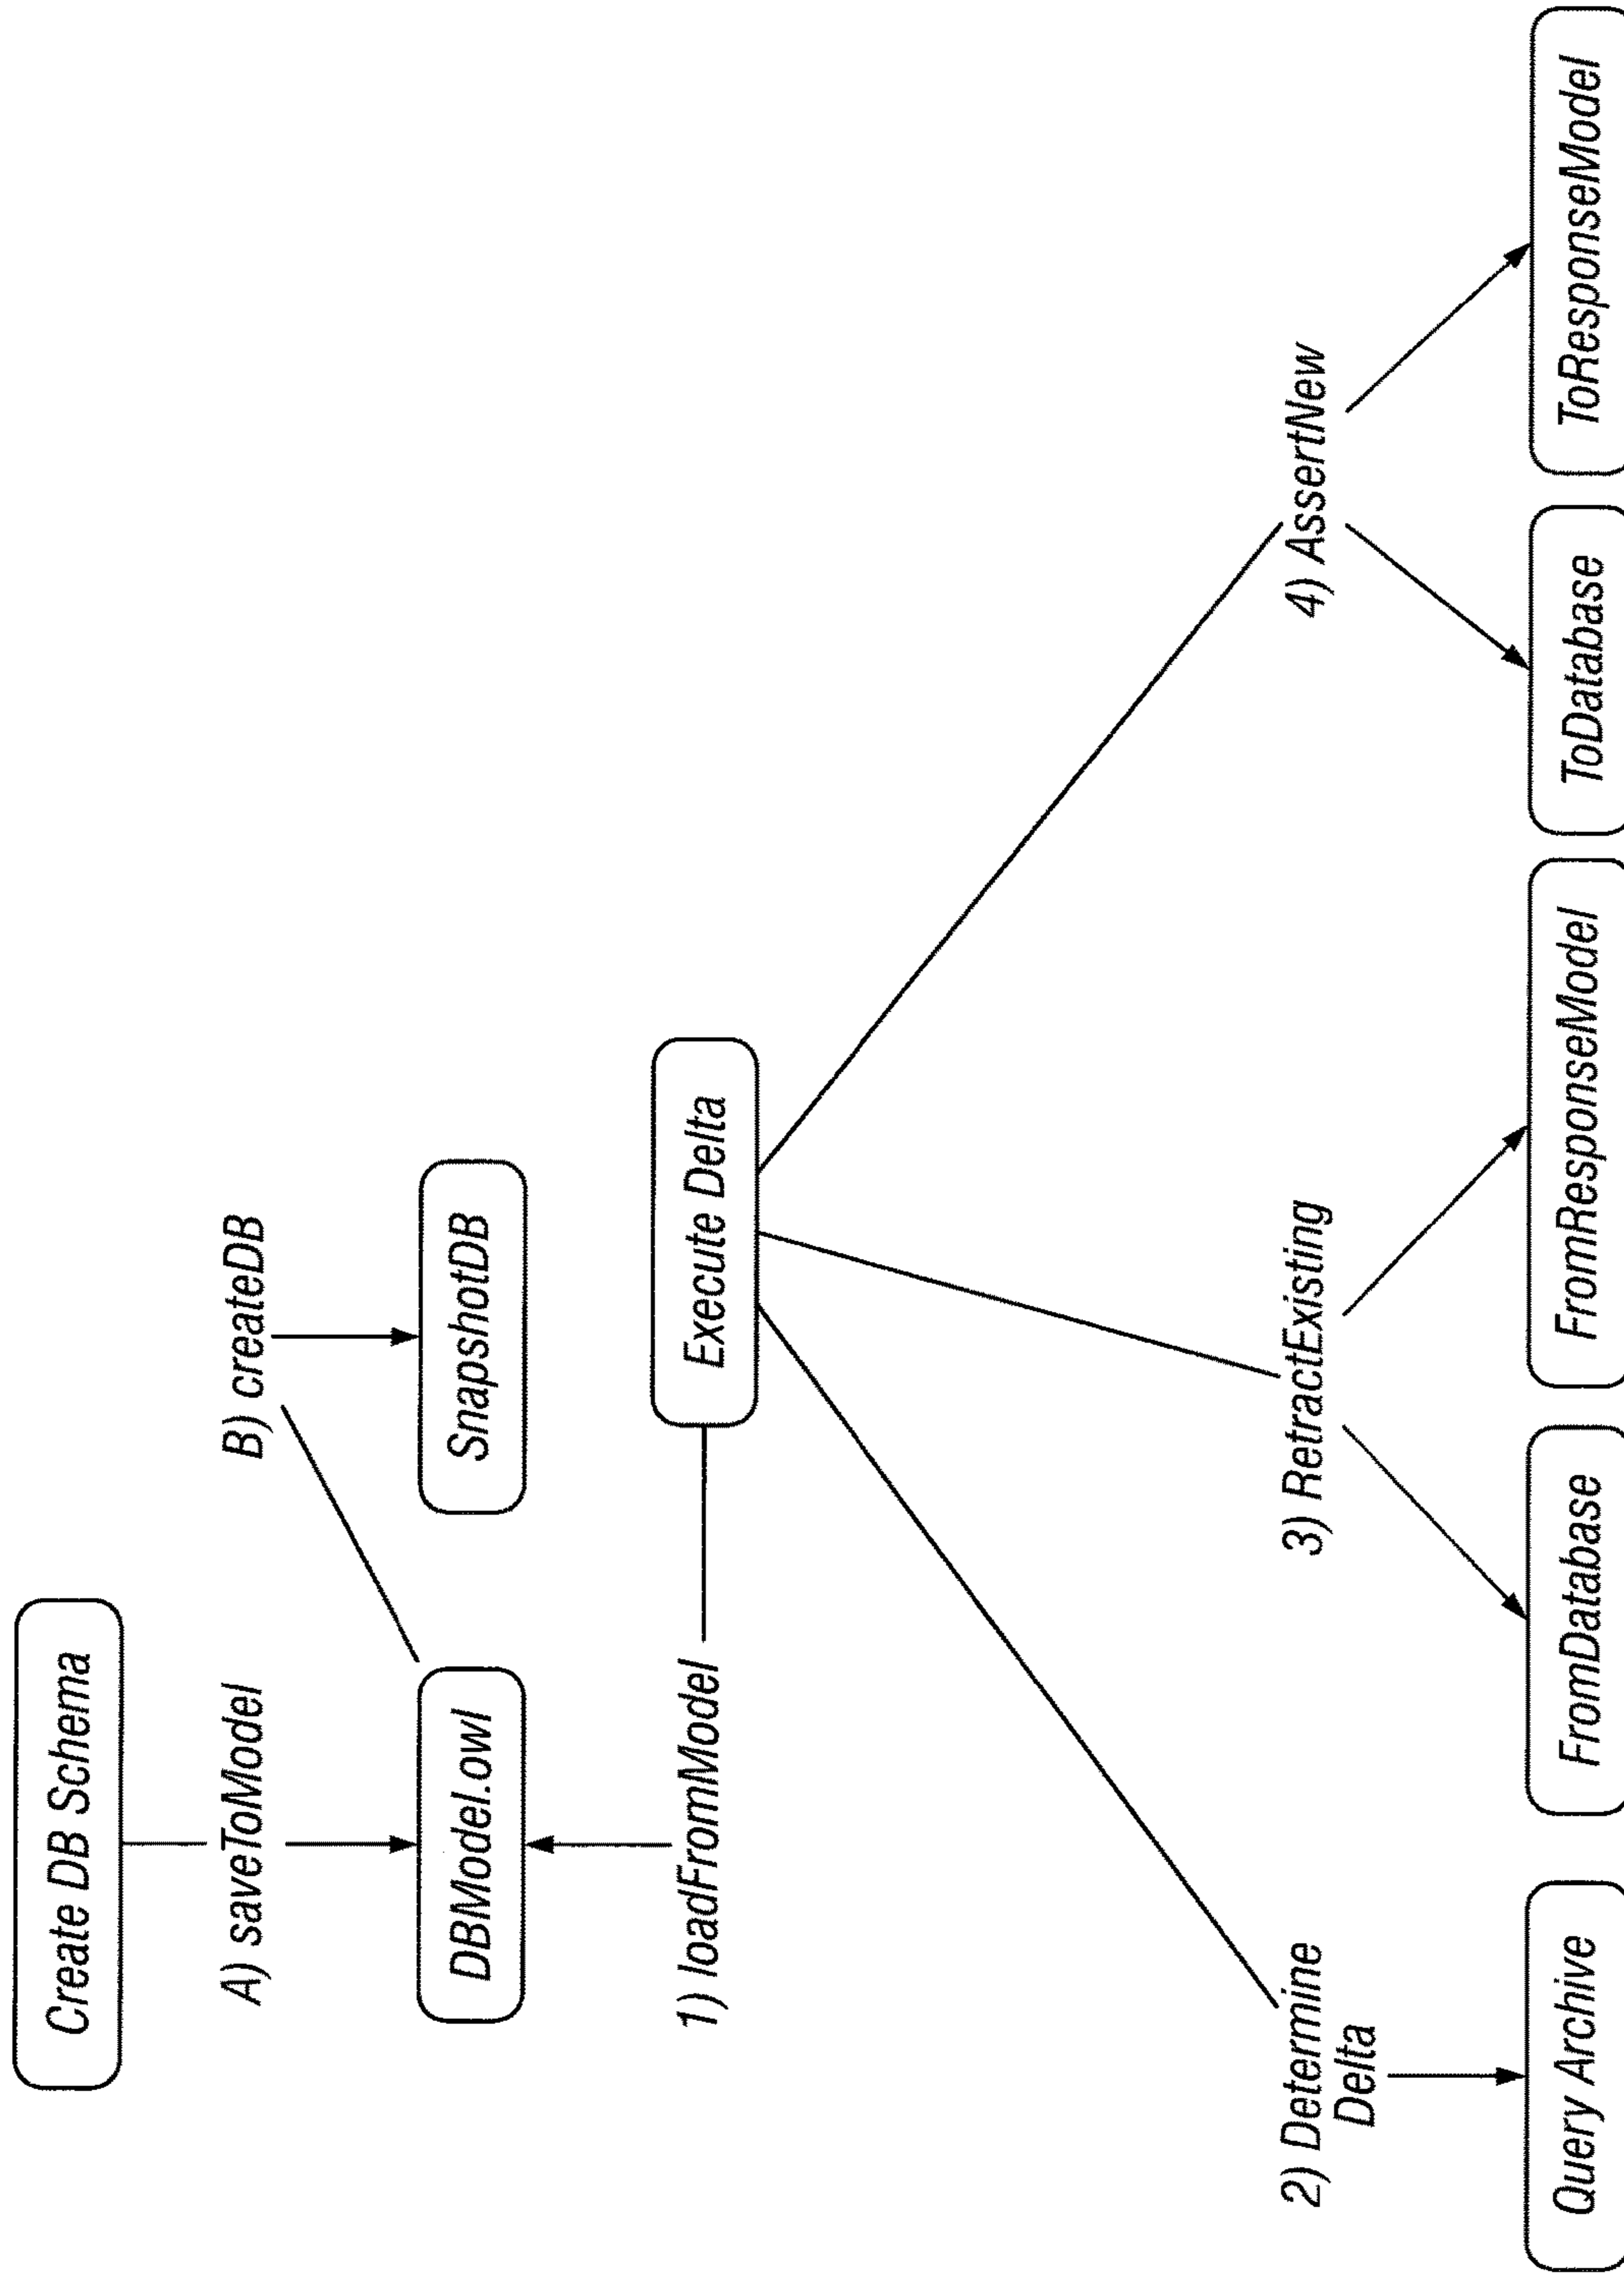 Create DB Schema
A) saveToModel
B) createDB
DBModel.owl
SnapshotDB
1) loadFromModel
Execute Delta
2) Determine
Delta
3) RetractExisting
4) AssertNew
Query Archive
FromDatabase
FromResponseModel
ToDatabase
ToResponseModel